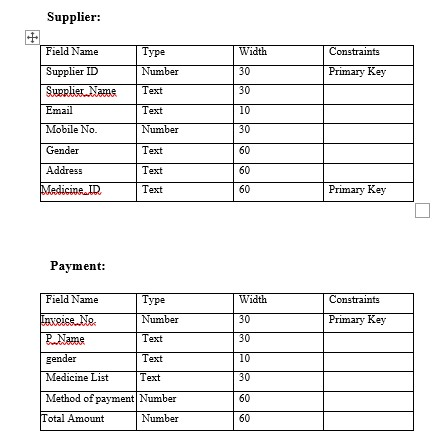 Supplier:
Field Name Type Width Constraints
Supplier ID Number 30 Primary Key
Supplier_Name Text 30
Email Text 10
Mobile No. Number 30
Gender Text 60
Address Text 60
Medicine_ID Text 60 Primary Key
Payment:
Field Name Type Width Constraints
Invoice_No. Number 30 Primary Key
P_Name Text 30
gender Text 10
Medicine List Text 30
Method of payment Number 60
Total Amount Number 60